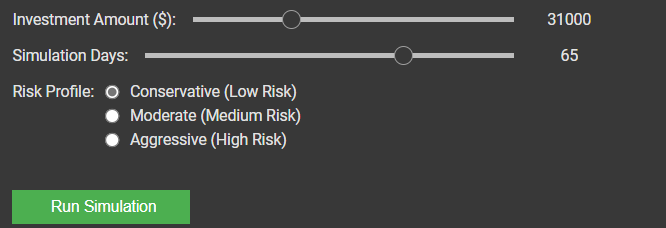 Investment Amount ($): 31000
Simulation Days: 65
Risk Profile: Conservative (Low Risk)
Moderate (Medium Risk)
Aggressive (High Risk)
Run Simulation